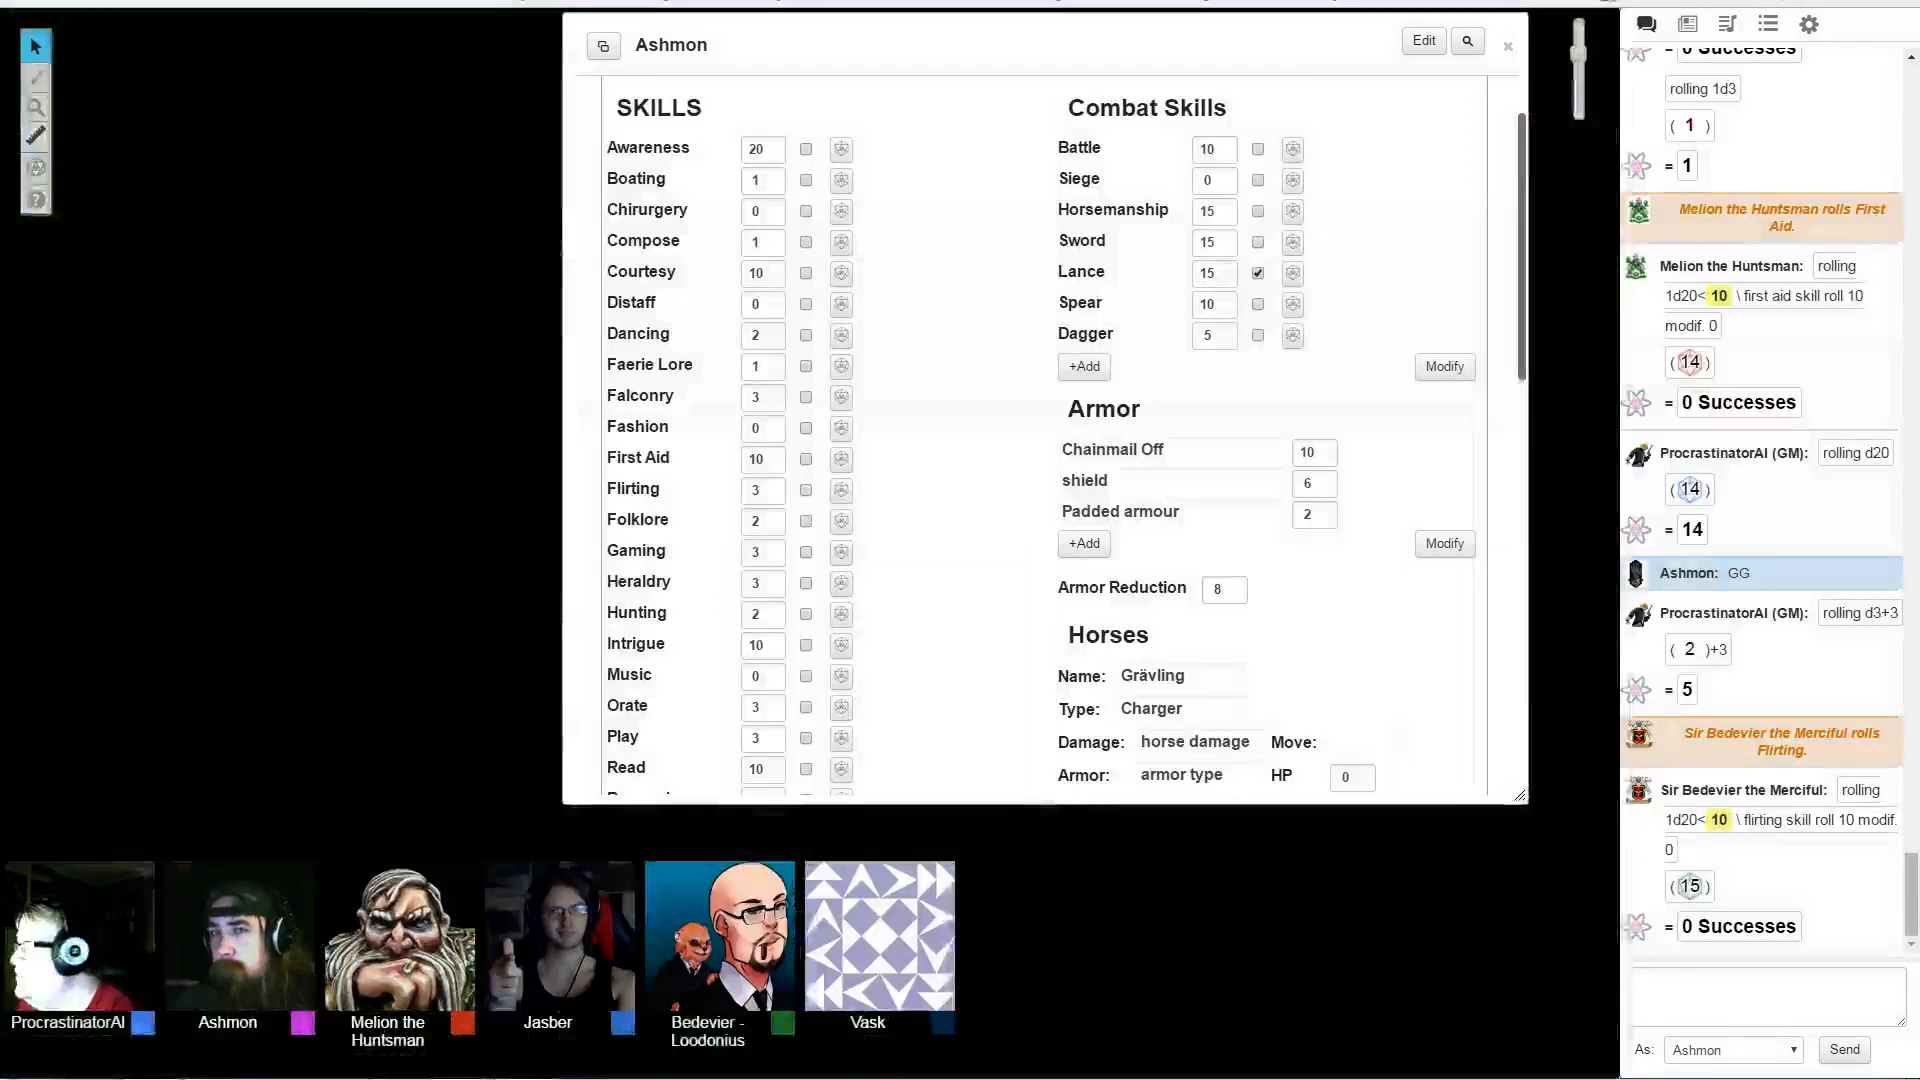 Ashmon
Edit
SKILLS
Awareness 20
Boating 1
Chirurgery 0
Compose 1
Courtesy 10
Distaff 0
Dancing 2
Faerie Lore 1
Falconry 3
Fashion 0
First Aid 10
Flirting 3
Folklore 2
Gaming 3
Heraldry 3
Hunting 2
Intrigue 10
Music 0
Orate 3
Play 3
Read 10
Combat Skills
Battle 10
Siege 0
Horsemanship 15
Sword 15
Lance 15
Spear 10
Dagger 5
+Add Modify
Armor
Chainmail Off 10
shield 6
Padded armour 2
+Add Modify
Armor Reduction 8
Horses
Name: Grävling
Type: Charger
Damage: horse damage Move:
Armor: armor type HP 0
= 0 Successes
rolling 1d3
( 1 )
= 1
Melion the Huntsman rolls First
Aid.
Melion the Huntsman: rolling
1d20< 10 \ first aid skill roll 10
modif. 0
(14)
= 0 Successes
ProcrastinatorAI (GM): rolling d20
(14)
= 14
Ashmon: GG
ProcrastinatorAI (GM): rolling d3+3
( 2 )+3
= 5
Sir Bedevier the Merciful rolls
Flirting.
Sir Bedevier the Merciful: rolling
1d20< 10 \ flirting skill roll 10 modif.
0
(15)
= 0 Successes
As: Ashmon Send
ProcrastinatorAI
Ashmon
Melion the
Huntsman
Jasber
Bedevier -
Loodonius
Vask